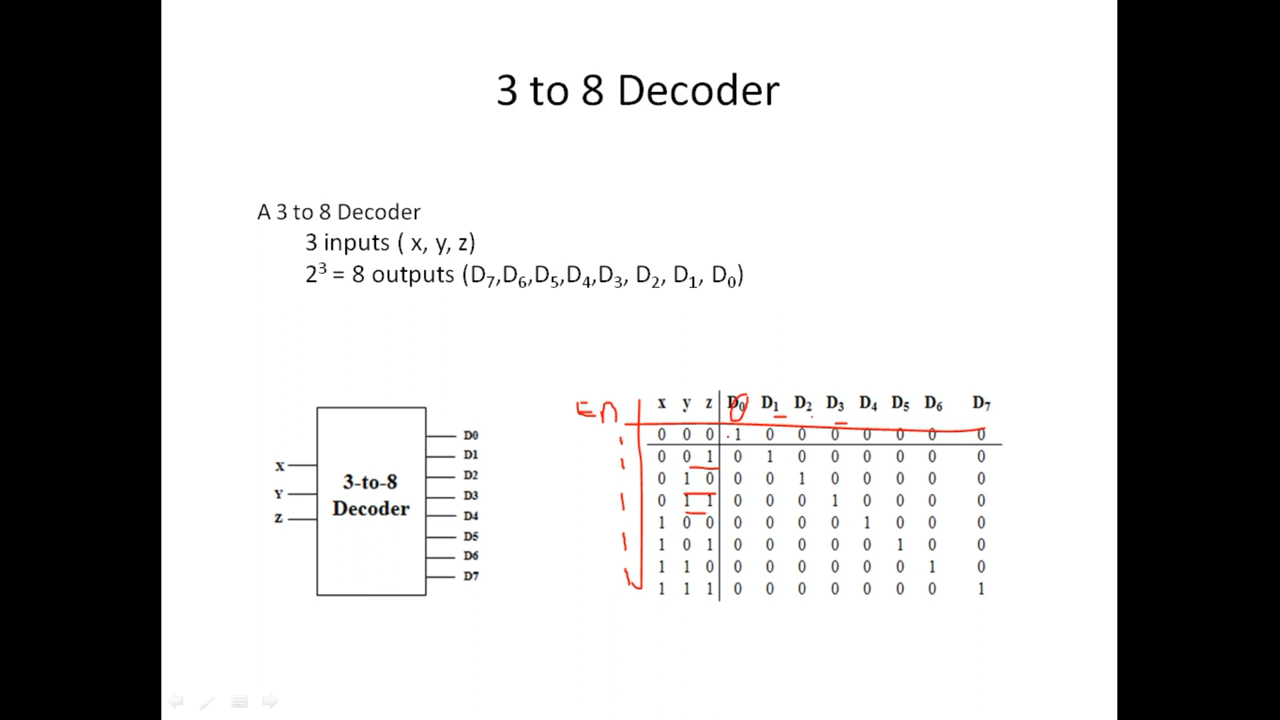 3 to 8 Decoder
A 3 to 8 Decoder
3 inputs ( x, y, z)
2³ = 8 outputs (D₇,D₆,D₅,D₄,D₃, D₂, D₁, D₀)
X
Y
Z
3-to-8
Decoder
D0
D1
D2
D3
D4
D5
D6
D7
En x y z D₀ D₁ D₂ D₃ D₄ D₅ D₆ D₇
0 0 0 1 0 0 0 0 0 0 0
0 0 1 0 1 0 0 0 0 0 0
0 1 0 0 0 1 0 0 0 0 0
0 1 1 0 0 0 1 0 0 0 0
1 0 0 0 0 0 0 1 0 0 0
1 0 1 0 0 0 0 0 1 0 0
1 1 0 0 0 0 0 0 0 1 0
1 1 1 0 0 0 0 0 0 0 1